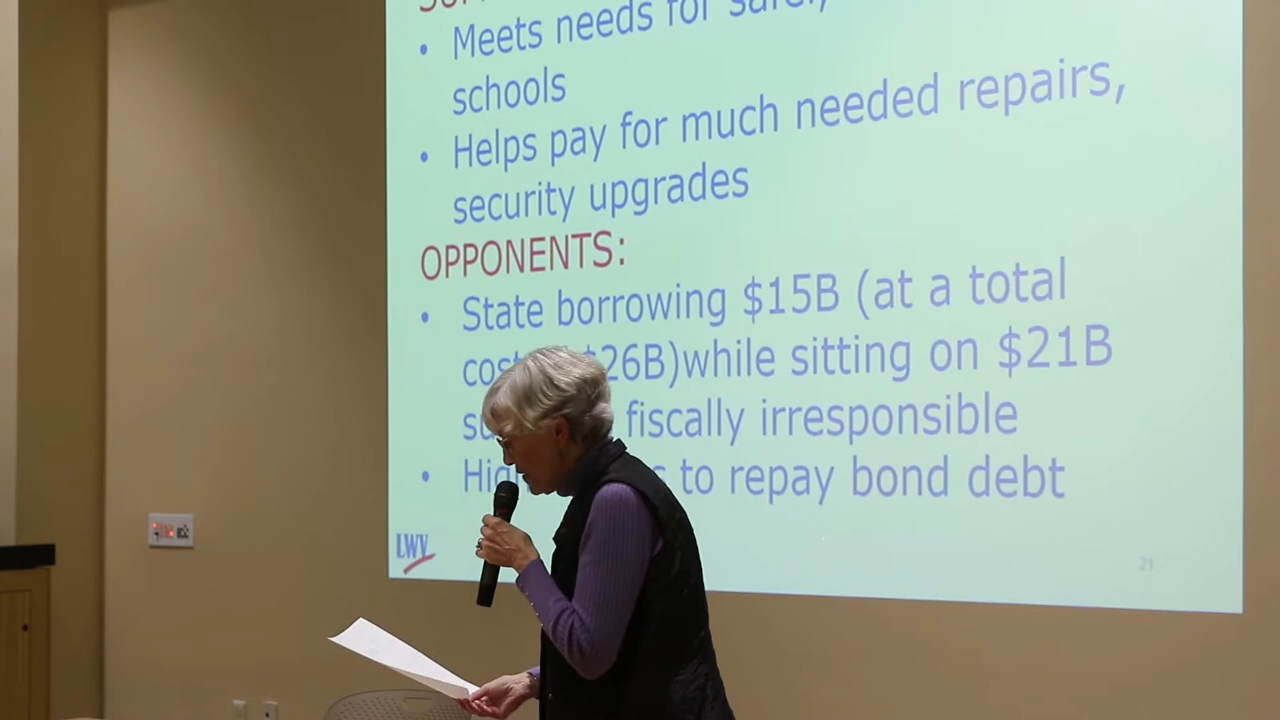 Meets needs for
schools
• Helps pay for much needed repairs,
security upgrades
OPPONENTS:
• State borrowing $15B (at a total
$26B)while sitting on $21B
fiscally irresponsible
• to repay bond debt
LWV
21